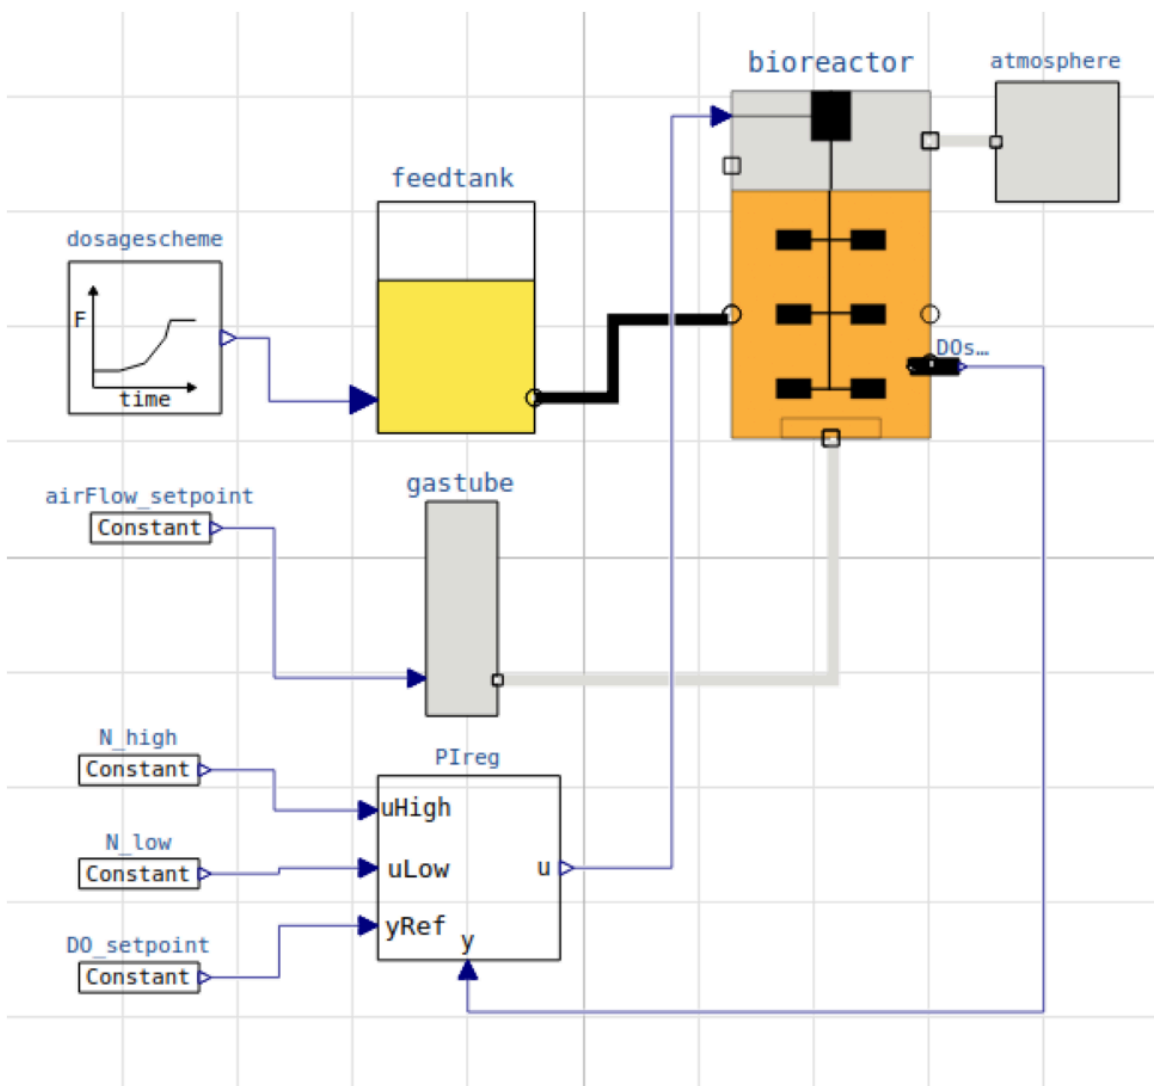 bioreactor
atmosphere
feedtank
dosagescheme
F
time
DOs…
airFlow_setpoint
Constant
gastube
N_high
Constant
PIreg
uHigh
N_low
Constant
uLow
u
DO_setpoint
Constant
yRef
y